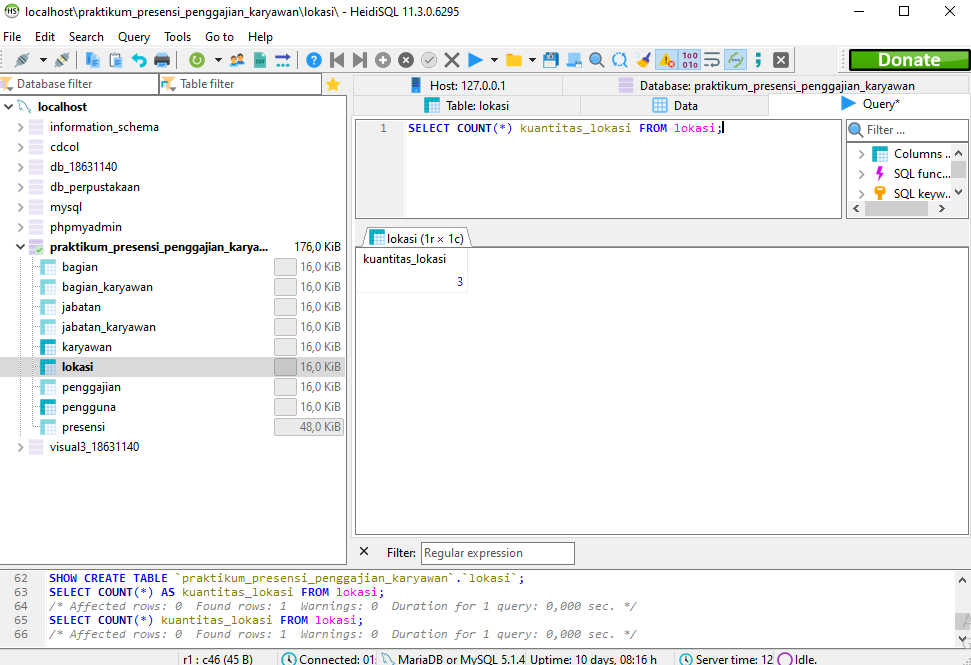 localhost\praktikum_presensi_penggajian_karyawan\lokasi\ - HeidiSQL 11.3.0.6295
File Edit Search Query Tools Go to Help
Donate
Database filter
Table filter
Host: 127.0.0.1
Database: praktikum_presensi_penggajian_karyawan
Table: lokasi
Data
Query*
localhost
information_schema
cdcol
db_18631140
db_perpustakaan
mysql
phpmyadmin
praktikum_presensi_penggajian_karya... 176,0 KiB
bagian 16,0 KiB
bagian_karyawan 16,0 KiB
jabatan 16,0 KiB
jabatan_karyawan 16,0 KiB
karyawan 16,0 KiB
lokasi 16,0 KiB
penggajian 16,0 KiB
pengguna 16,0 KiB
presensi 48,0 KiB
visual3_18631140
1 SELECT COUNT(*) kuantitas_lokasi FROM lokasi;
Filter ...
Columns ..
SQL func...
SQL keyw..
lokasi (1r × 1c)
kuantitas_lokasi
3
Filter: Regular expression
62 SHOW CREATE TABLE `praktikum_presensi_penggajian_karyawan`.`lokasi`;
63 SELECT COUNT(*) AS kuantitas_lokasi FROM lokasi;
64 /* Affected rows: 0 Found rows: 1 Warnings: 0 Duration for 1 query: 0,000 sec. */
65 SELECT COUNT(*) kuantitas_lokasi FROM lokasi;
66 /* Affected rows: 0 Found rows: 1 Warnings: 0 Duration for 1 query: 0,000 sec. */
r1 : c46 (45 B) Connected: 01: MariaDB or MySQL 5.1.4 Uptime: 10 days, 08:16 h Server time: 12 Idle.